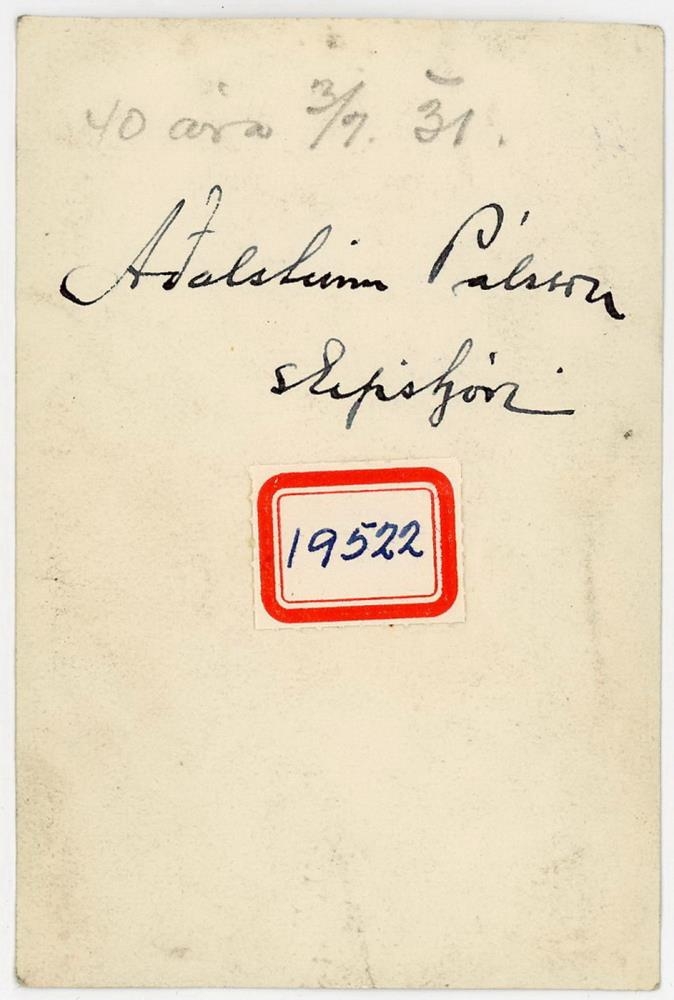 40 ára 3/7. 31.
Aðalsteinn Pálsson
skipstjóri
19522